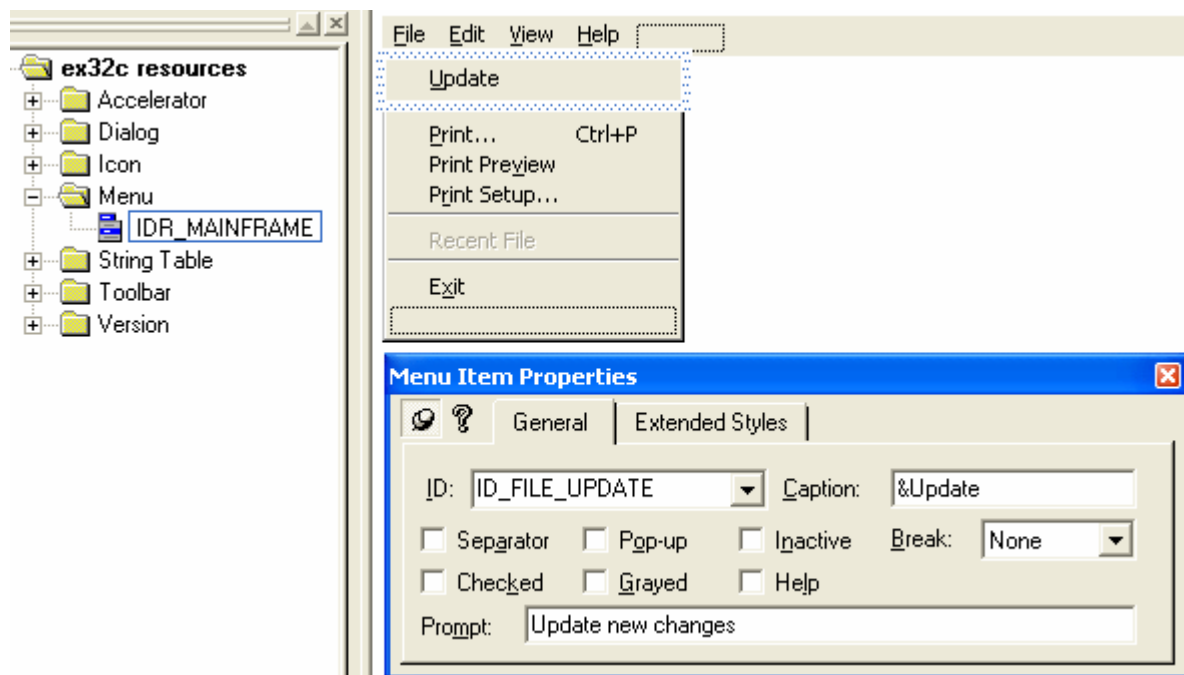 ex32c resources
Accelerator
Dialog
Icon
Menu
IDR_MAINFRAME
String Table
Toolbar
Version
File Edit View Help
Update
Print... Ctrl+P
Print Preview
Print Setup...
Recent File
Exit
Menu Item Properties
General Extended Styles
ID: ID_FILE_UPDATE Caption: &Update
Separator Pop-up Inactive Break: None
Checked Grayed Help
Prompt: Update new changes